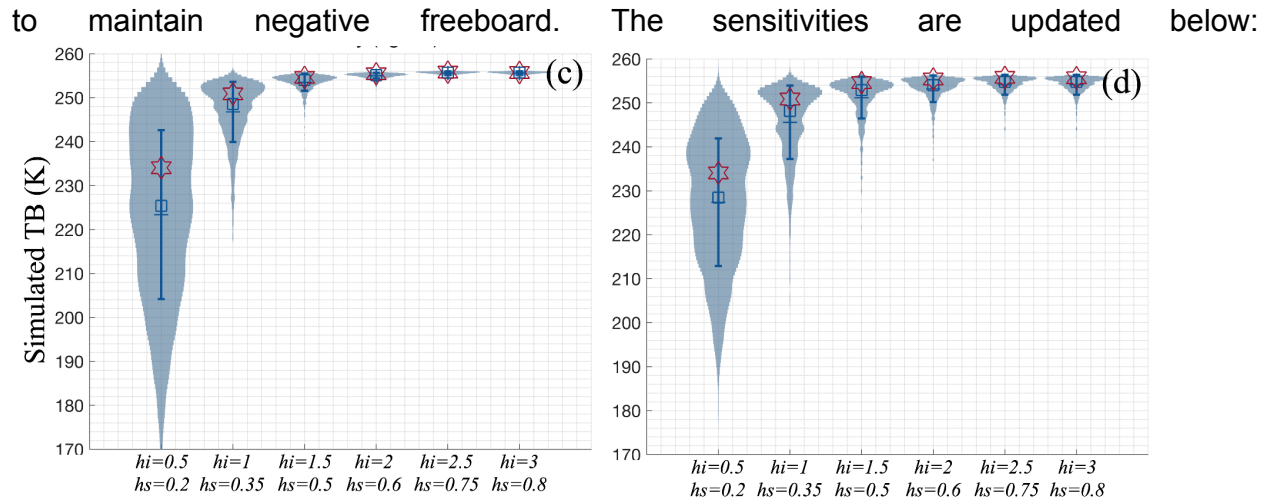 to maintain negative freeboard. The sensitivities are updated below:
(c)
Simulated TB (K)
260
250
240
230
220
210
200
190
180
170
hi=0.5 hi=1 hi=1.5 hi=2 hi=2.5 hi=3
hs=0.2 hs=0.35 hs=0.5 hs=0.6 hs=0.75 hs=0.8
(d)
260
250
240
230
220
210
200
190
180
170
hi=0.5 hi=1 hi=1.5 hi=2 hi=2.5 hi=3
hs=0.2 hs=0.35 hs=0.5 hs=0.6 hs=0.75 hs=0.8